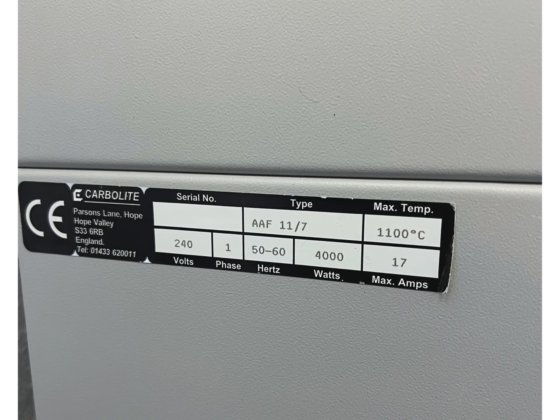 CE
CARBOLITE
Parsons Lane, Hope
Hope Valley
S33 6RB
England.
Tel: 01433 620011
Serial No. Type Max. Temp.
AAF 11/7 1100°C
240 1 50-60 4000 17
Volts Phase Hertz Watts. Max. Amps